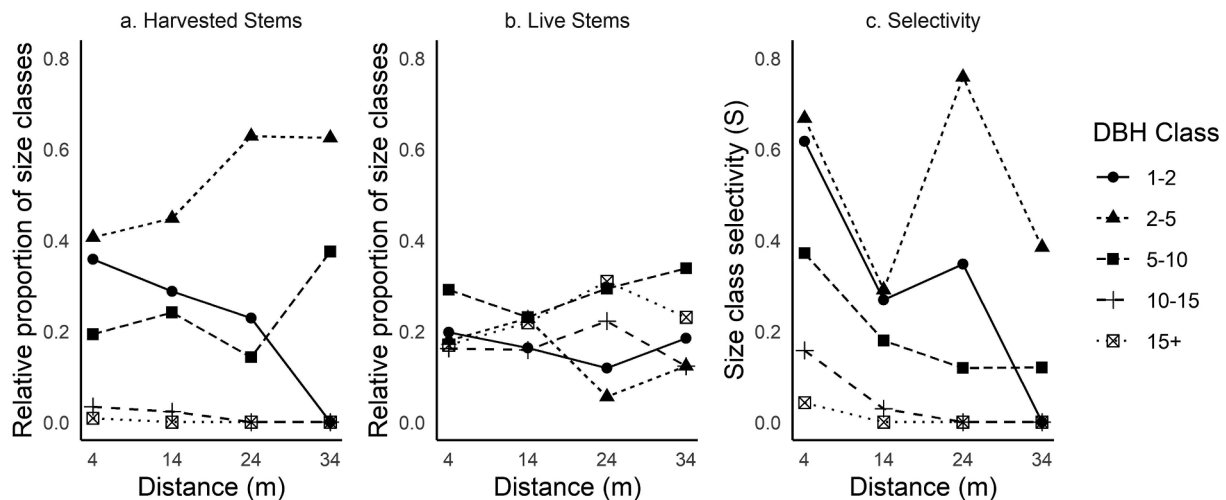 a. Harvested Stems
Relative proportion of size classes
0.8
0.6
0.4
0.2
0.0
4 14 24 34
Distance (m)
b. Live Stems
Relative proportion of size classes
0.8
0.6
0.4
0.2
0.0
4 14 24 34
Distance (m)
c. Selectivity
Size class selectivity (S)
0.8
0.6
0.4
0.2
0.0
4 14 24 34
Distance (m)
DBH Class
1-2
2-5
5-10
10-15
15+